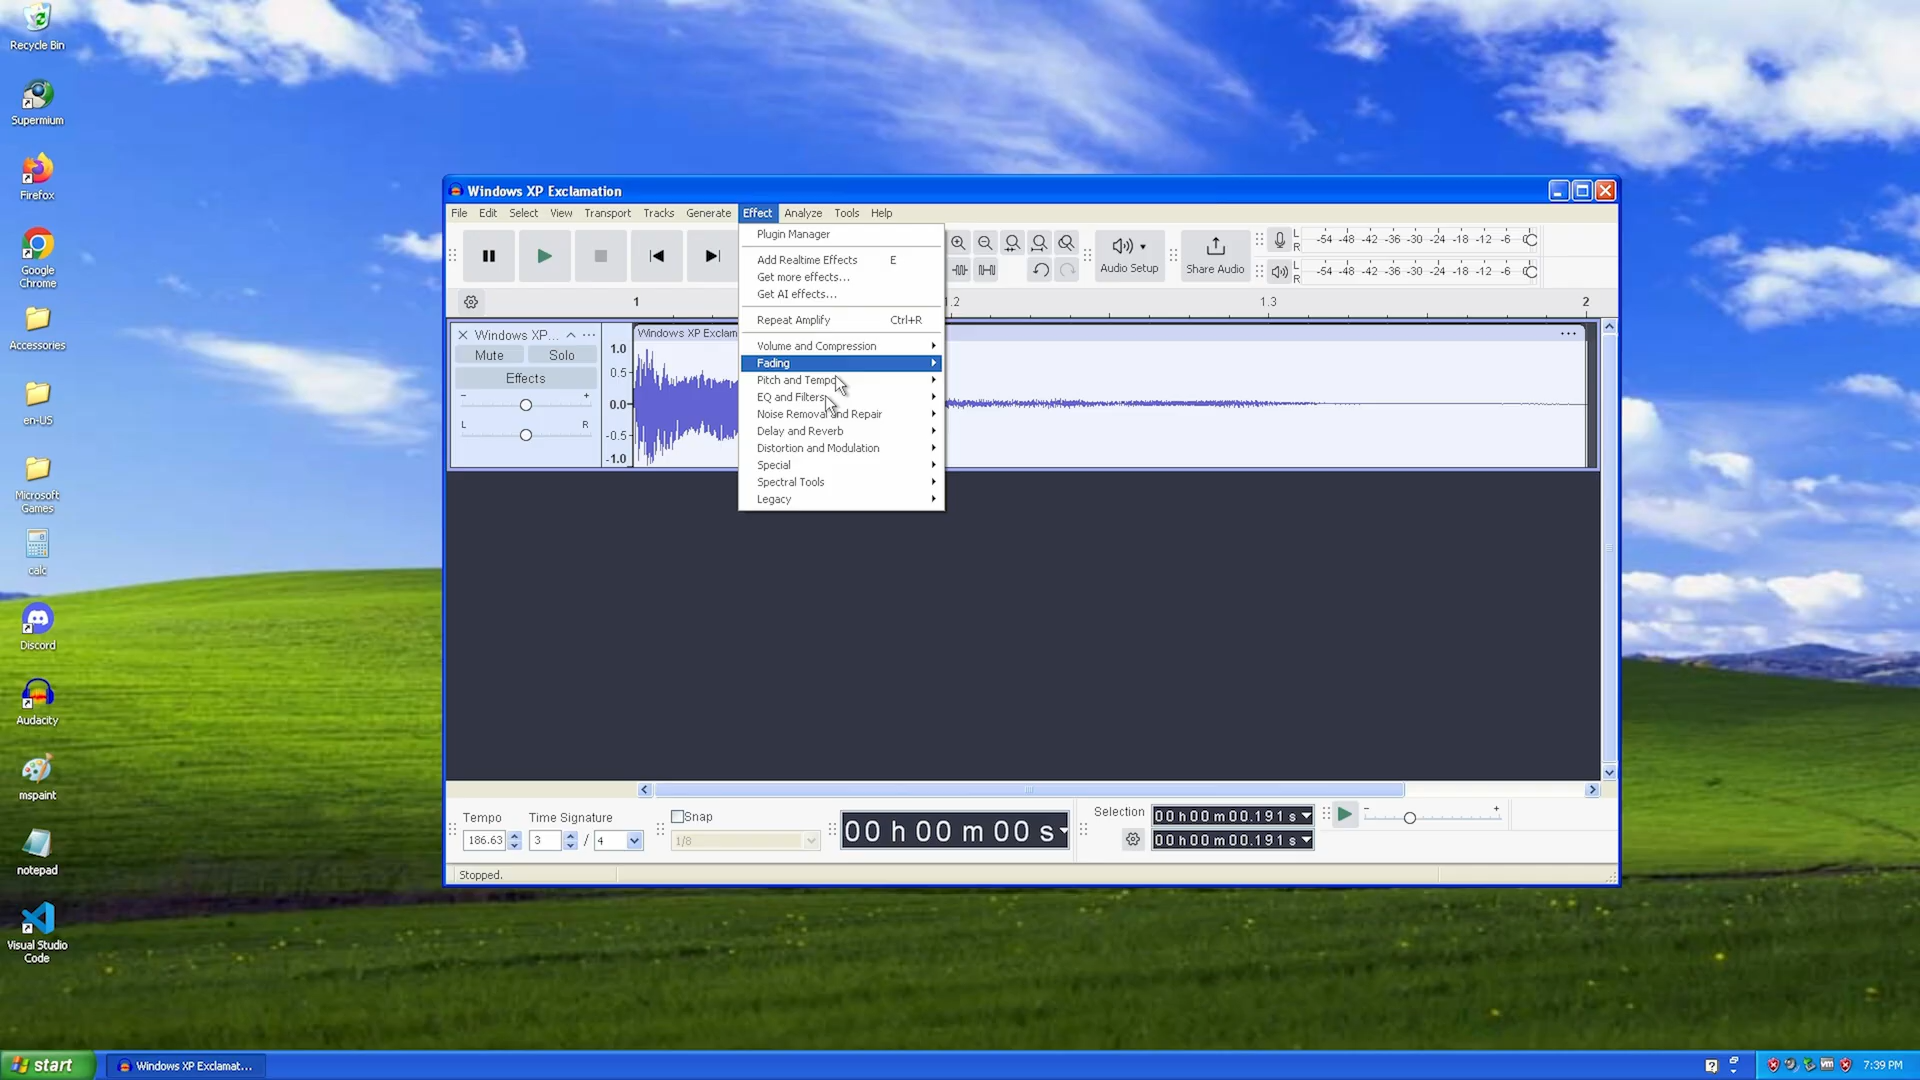 Recycle Bin
Supermium
Firefox
Google
Chrome
Accessories
en-US
Microsoft
Games
calc
Discord
Audacity
mspaint
notepad
Visual Studio
Code
Windows XP Exclamation
File Edit Select View Transport Tracks Generate Effect Analyze Tools Help
Plugin Manager
Add Realtime Effects E
Get more effects...
Get AI effects...
Repeat Amplify Ctrl+R
Volume and Compression
Fading
Pitch and Tempo
EQ and Filters
Noise Removal and Repair
Delay and Reverb
Distortion and Modulation
Special
Spectral Tools
Legacy
Audio Setup
Share Audio
L
R
-54 -48 -42 -36 -30 -24 -18 -12 -6 0
L
R
-54 -48 -42 -36 -30 -24 -18 -12 -6 0
1 1.2 1.3 2
Windows XP...
Mute Solo
Effects
- +
L R
1.0
0.5
0.0
-0.5
-1.0
Windows XP Exclam
Tempo
186.63
Time Signature
3 / 4
Snap
1/8
00 h 00 m 00 s
Selection
00 h 00 m 00.191 s
00 h 00 m 00.191 s
- +
Stopped.
start
Windows XP Exclamat...
7:39 PM